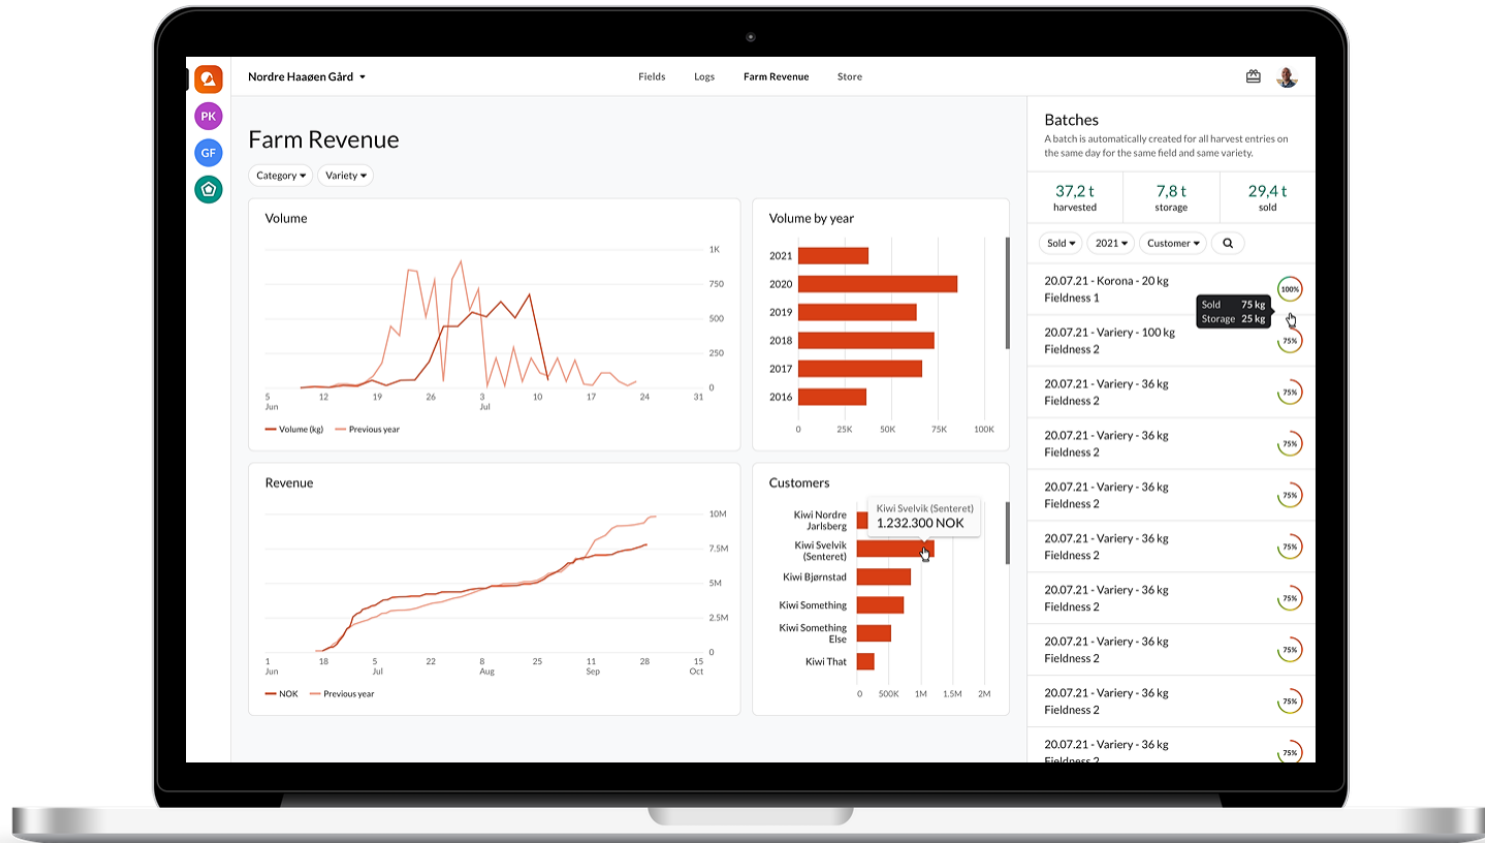 Nordre Haaøen Gård
Fields
Logs
Farm Revenue
Store
PK
GF
Farm Revenue
Category
Variety
Volume
1K
750
500
250
0
5 12 19 26 3 10 17 24 31
Jun Jul
Volume (kg) Previous year
Volume by year
2021
2020
2019
2018
2017
2016
0 25K 50K 75K 100K
Revenue
10M
7.5M
5M
2.5M
0
1 18 5 22 8 25 11 28 15
Jun Jul Aug Sep Oct
NOK Previous year
Customers
Kiwi Svelvik (Senteret)
1.232.300 NOK
Kiwi Nordre
Jarlsberg
Kiwi Svelvik
(Senteret)
Kiwi Bjørnstad
Kiwi Something
Kiwi Something
Else
Kiwi That
0 500K 1M 1.5M 2M
Batches
A batch is automatically created for all harvest entries on
the same day for the same field and same variety.
37,2 t
harvested
7,8 t
storage
29,4 t
sold
Sold
2021
Customer
20.07.21 - Korona - 20 kg
Fieldness 1
100%
Sold 75 kg
Storage 25 kg
20.07.21 - Variery - 100 kg
Fieldness 2
75%
20.07.21 - Variery - 36 kg
Fieldness 2
75%
20.07.21 - Variery - 36 kg
Fieldness 2
75%
20.07.21 - Variery - 36 kg
Fieldness 2
75%
20.07.21 - Variery - 36 kg
Fieldness 2
75%
20.07.21 - Variery - 36 kg
Fieldness 2
75%
20.07.21 - Variery - 36 kg
Fieldness 2
75%
20.07.21 - Variery - 36 kg
Fieldness 2
75%
20.07.21 - Variery - 36 kg
Fieldness 2
75%